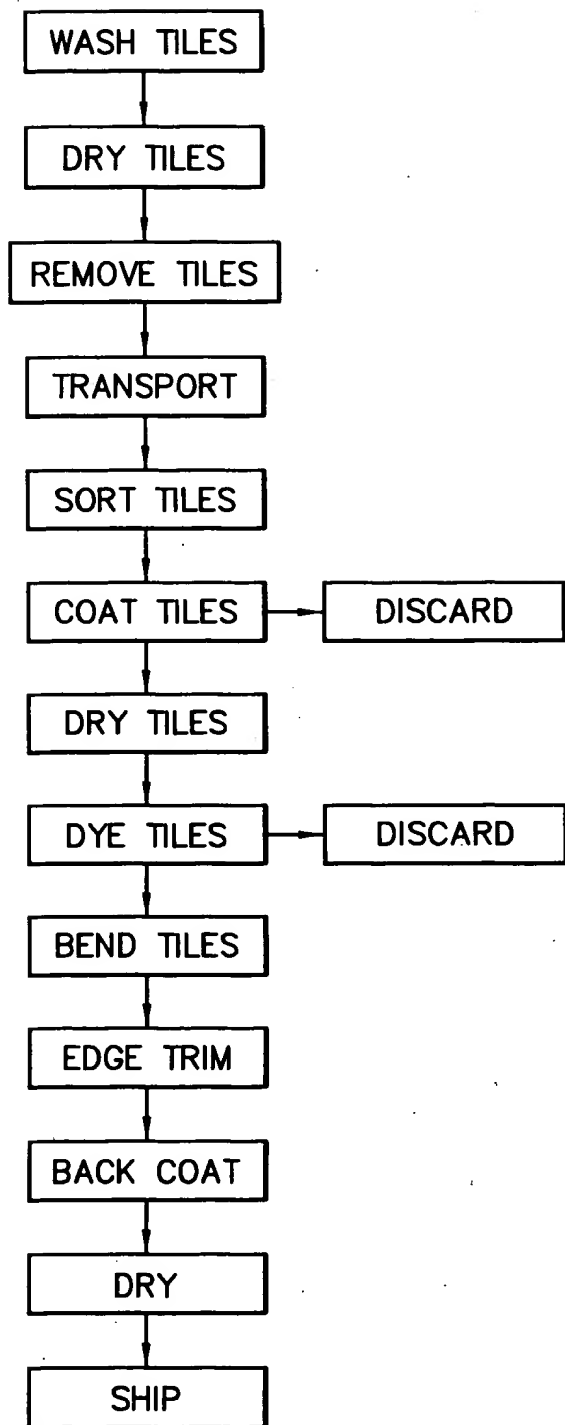 WASH TILES
DRY TILES
REMOVE TILES
TRANSPORT
SORT TILES
COAT TILES
DISCARD
DRY TILES
DYE TILES
DISCARD
BEND TILES
EDGE TRIM
BACK COAT
DRY
SHIP